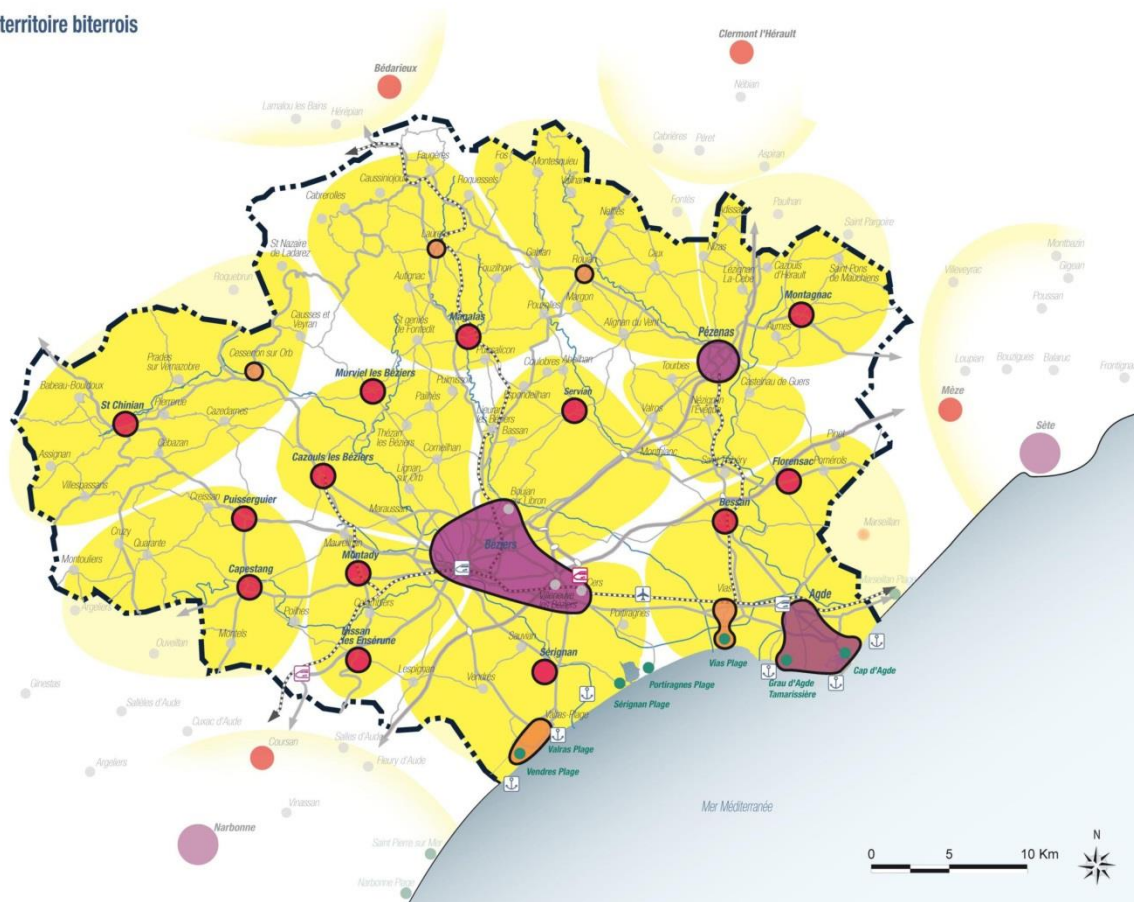 territoire biterrois
Clermont l'Hérault
Bédarieux
Nébian
Lamalou les Bains
Hérépian
Cabrières
Péret
Aspiran
Faugères
Fos
Montesquieu
Caussiniojouls
Roquessels
Cabrerolles
Fontès
Paulhan
Neffiès
Saint Pargoire
St Nazaire
de Ladarez
Laurens
Gabian
Roujan
Caux
Nizas
Lézignan
La-Cèbe
Cazouls
d'Hérault
Saint-Pons
de Mauchiens
Montbazin
Villeveyrac
Gigean
Roquebrun
Autignac
Fouzilhon
Margon
Montagnac
Poussan
Causses et
Veyran
St geniès
de Fontedit
Magalas
Pouzolles
Alignan du Vent
Pézenas
Aumes
Prades
sur Vernazobre
Cessenon sur Orb
Puissalicon
Coulobres
Abeilhan
Tourbes
Loupian
Bouzigues
Balaruc
Frontignan
Babeau-Bouldoux
Murviel les Béziers
Puimisson
Espondeilhan
Servian
Castelnau de Guers
Mèze
St Chinian
Pierrerue
Cazedarnes
Pailhès
Lieuran
les Béziers
Valros
Nézignan
l'Evêque
Sète
Cébazan
Thézan
les Béziers
Corneilhan
Bassan
Montblanc
Saint Thibéry
Pinet
Assignan
Cazouls les Béziers
Lignan
sur Orb
Florensac
Pomérols
Villespassans
Creissan
Puisserguier
Maraussan
Boujan
sur Libron
Bessan
Cruzy
Quarante
Maureilhan
Béziers
Marseillan
Montouliers
Capestang
Montady
Cers
Villeneuve
les Béziers
Vias
Agde
Marseillan Plage
Argeliers
Poilhes
Colombiers
Portiragnes
Ouveillan
Montels
Nissan
lez Ensérune
Sauvian
Sérignan
Vias Plage
Cap d'Agde
Lespignan
Vendres
Portiragnes Plage
Grau d'Agde
Tamarissière
Ginestas
Sérignan Plage
Sallèles d'Aude
Valras-Plage
Cuxac d'Aude
Salles d'Aude
Valras Plage
Coursan
Fleury d'Aude
Vendres Plage
Argeliers
Vinassan
Mer Méditerranée
Narbonne
N
Saint Pierre sur Mer
0 5 10 Km
Narbonne Plage